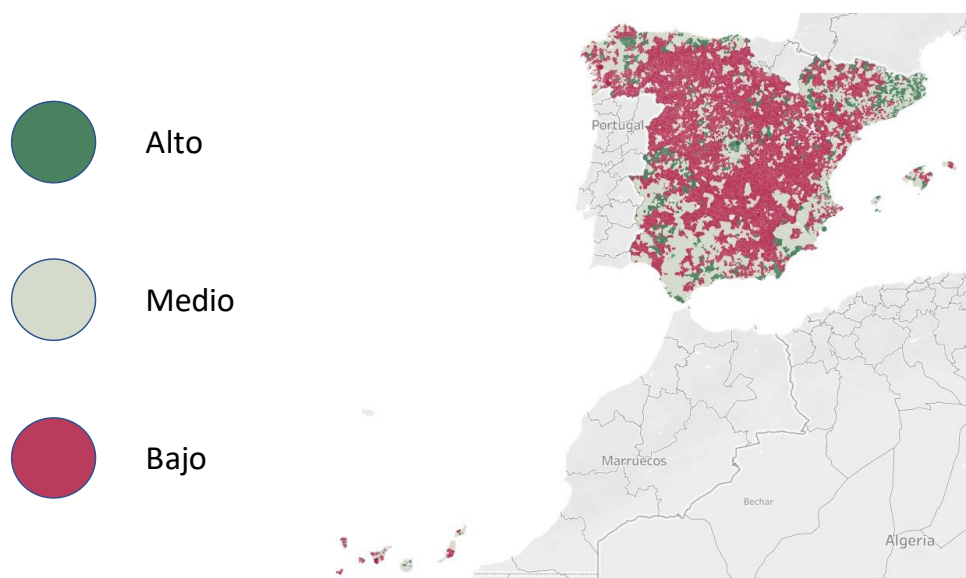 Alto
Medio
Bajo
Portugal
Marruecos
Bechar
Algeria